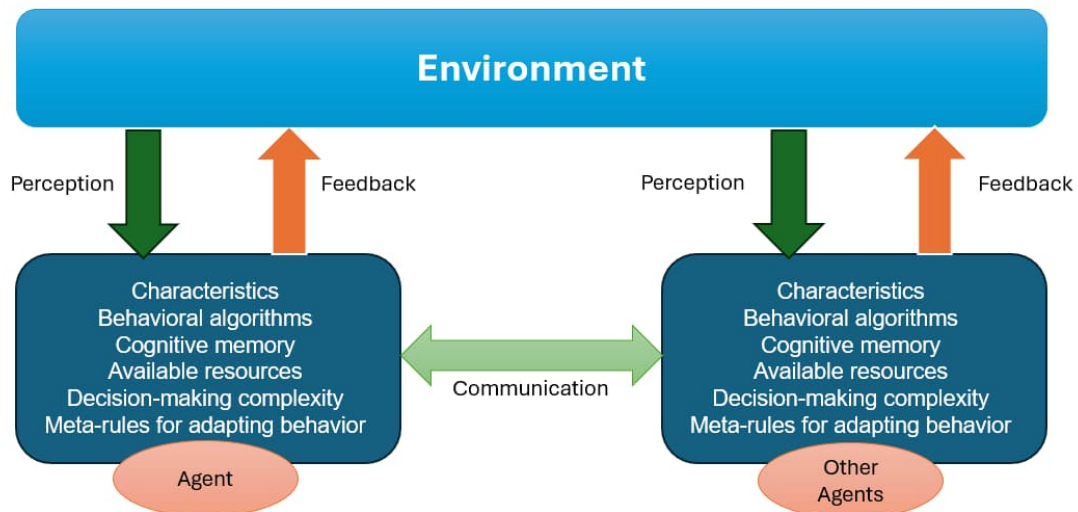 Environment
Perception
Feedback
Perception
Feedback
Characteristics
Behavioral algorithms
Cognitive memory
Available resources
Decision-making complexity
Meta-rules for adapting behavior
Agent
Communication
Characteristics
Behavioral algorithms
Cognitive memory
Available resources
Decision-making complexity
Meta-rules for adapting behavior
Other
Agents